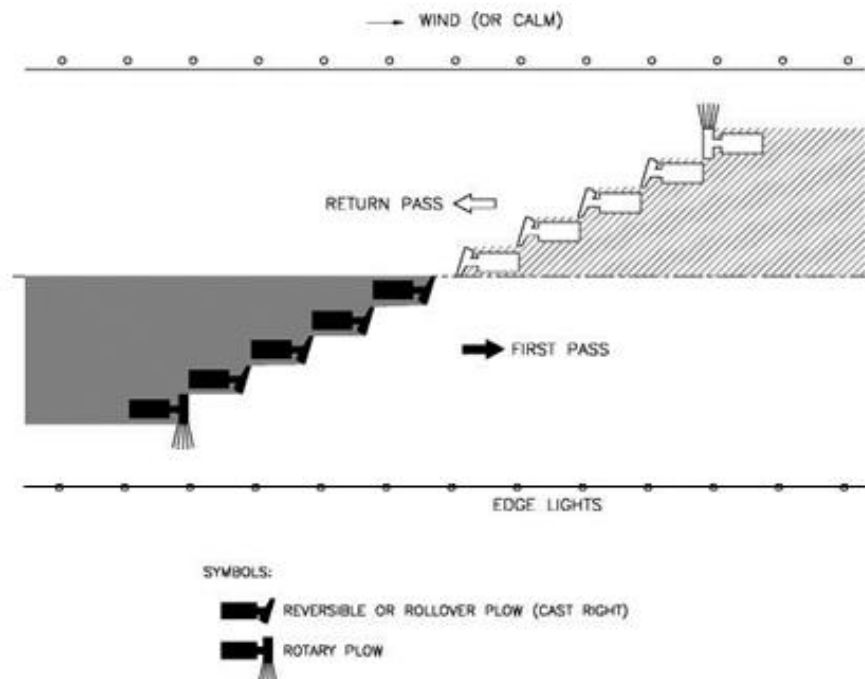 WIND (OR CALM)
RETURN PASS
FIRST PASS
EDGE LIGHTS
SYMBOLS:
REVERSIBLE OR ROLLOVER PLOW (CAST RIGHT)
ROTARY PLOW